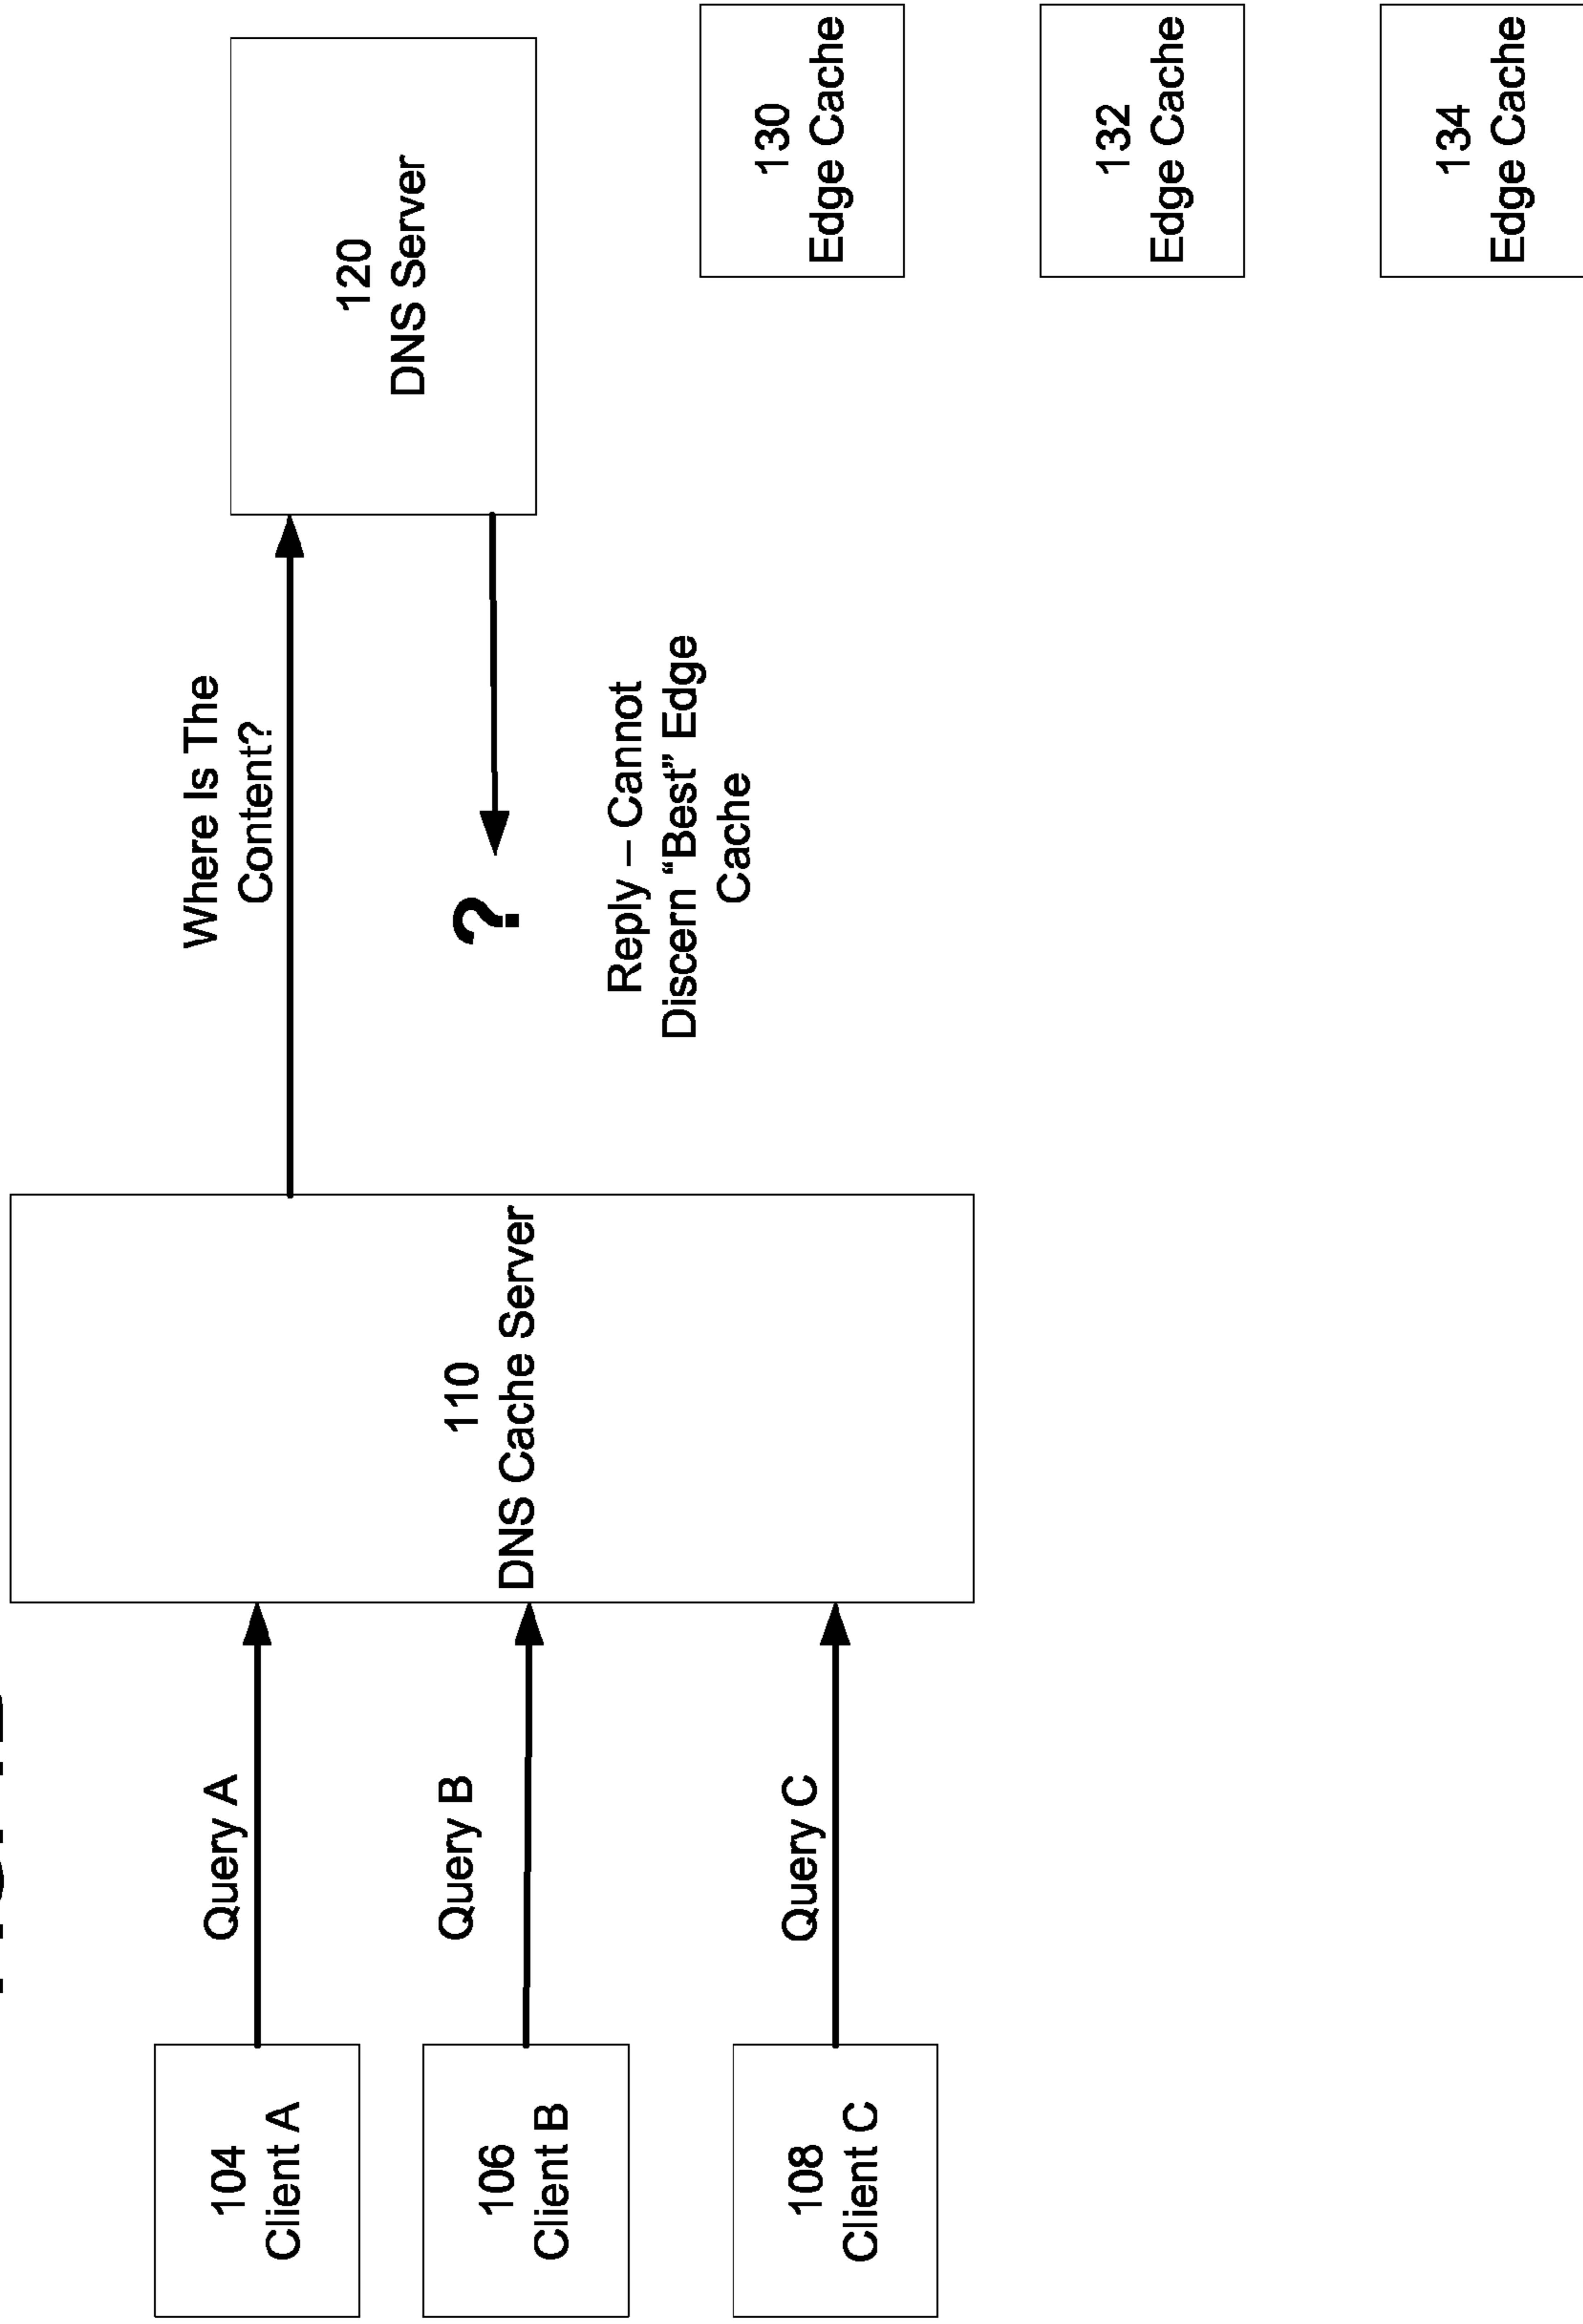 Where Is The
Content?
120
DNS Server
?
Reply – Cannot
Discern “Best” Edge
Cache
110
DNS Cache Server
Query A
Query B
Query C
104
Client A
106
Client B
108
Client C
130
Edge Cache
132
Edge Cache
134
Edge Cache